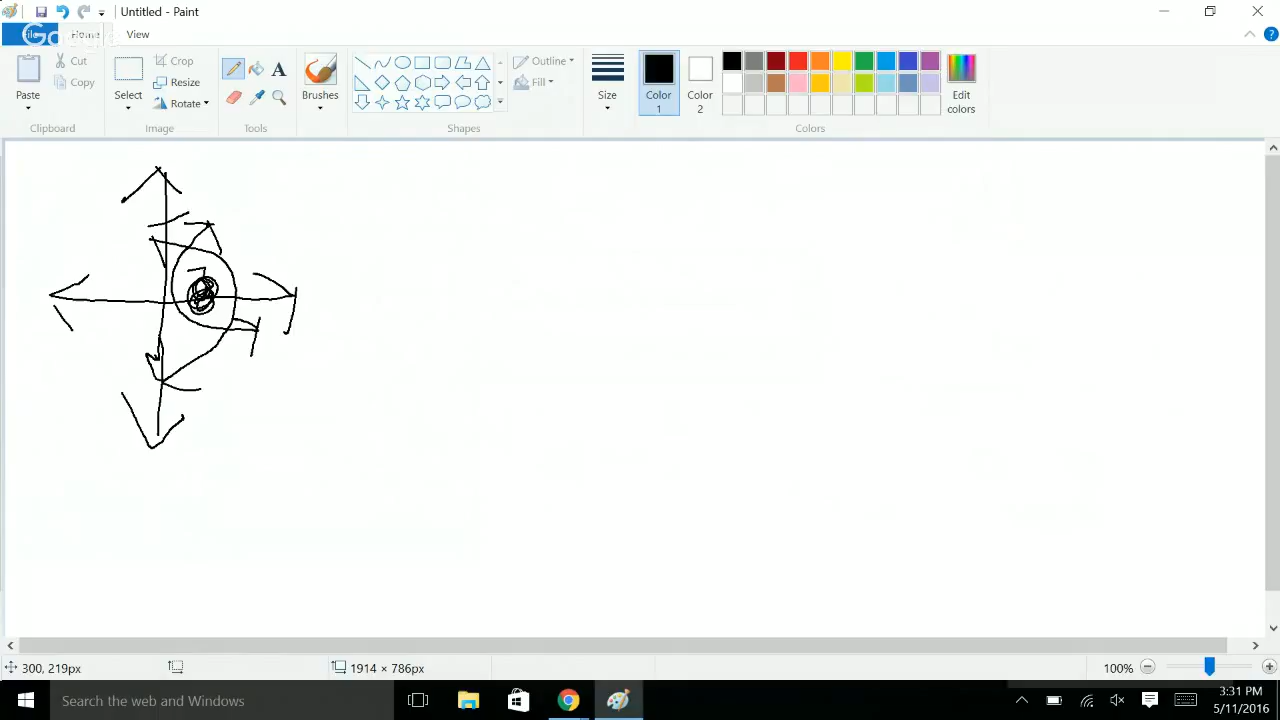 Untitled - Paint
File Home View
Google
Cut
Copy
Paste
Clipboard
Crop
Resize
Rotate
Select
Image
A
Tools
Brushes
Outline
Fill
Shapes
Size
Color 1
Color 2
Edit colors
Colors
300, 219px
1914 × 786px
100%
Search the web and Windows
3:31 PM
5/11/2016